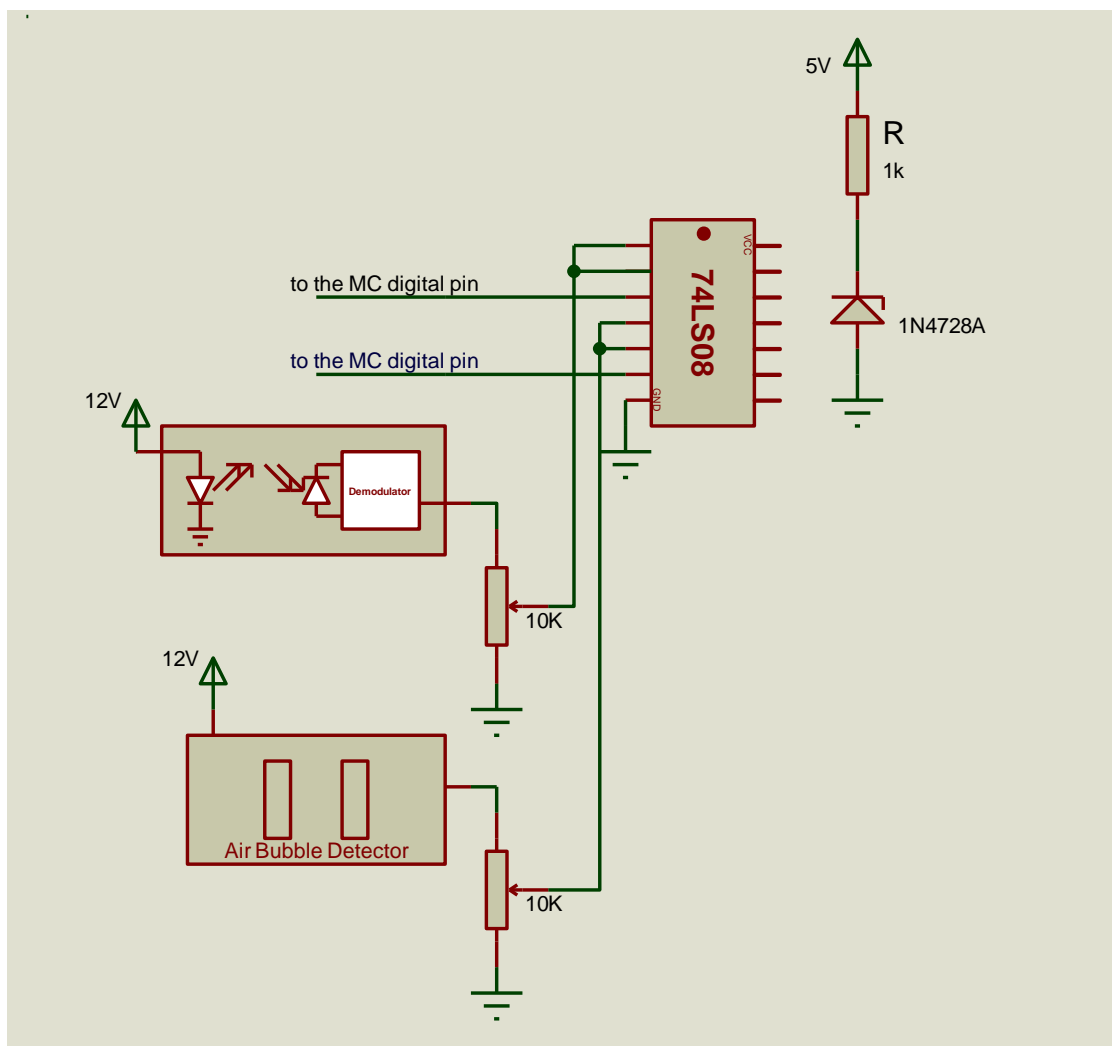 5V
R
1k
VCC
to the MC digital pin
74LS08
1N4728A
to the MC digital pin
GND
12V
Demodulator
10K
12V
Air Bubble Detector
10K